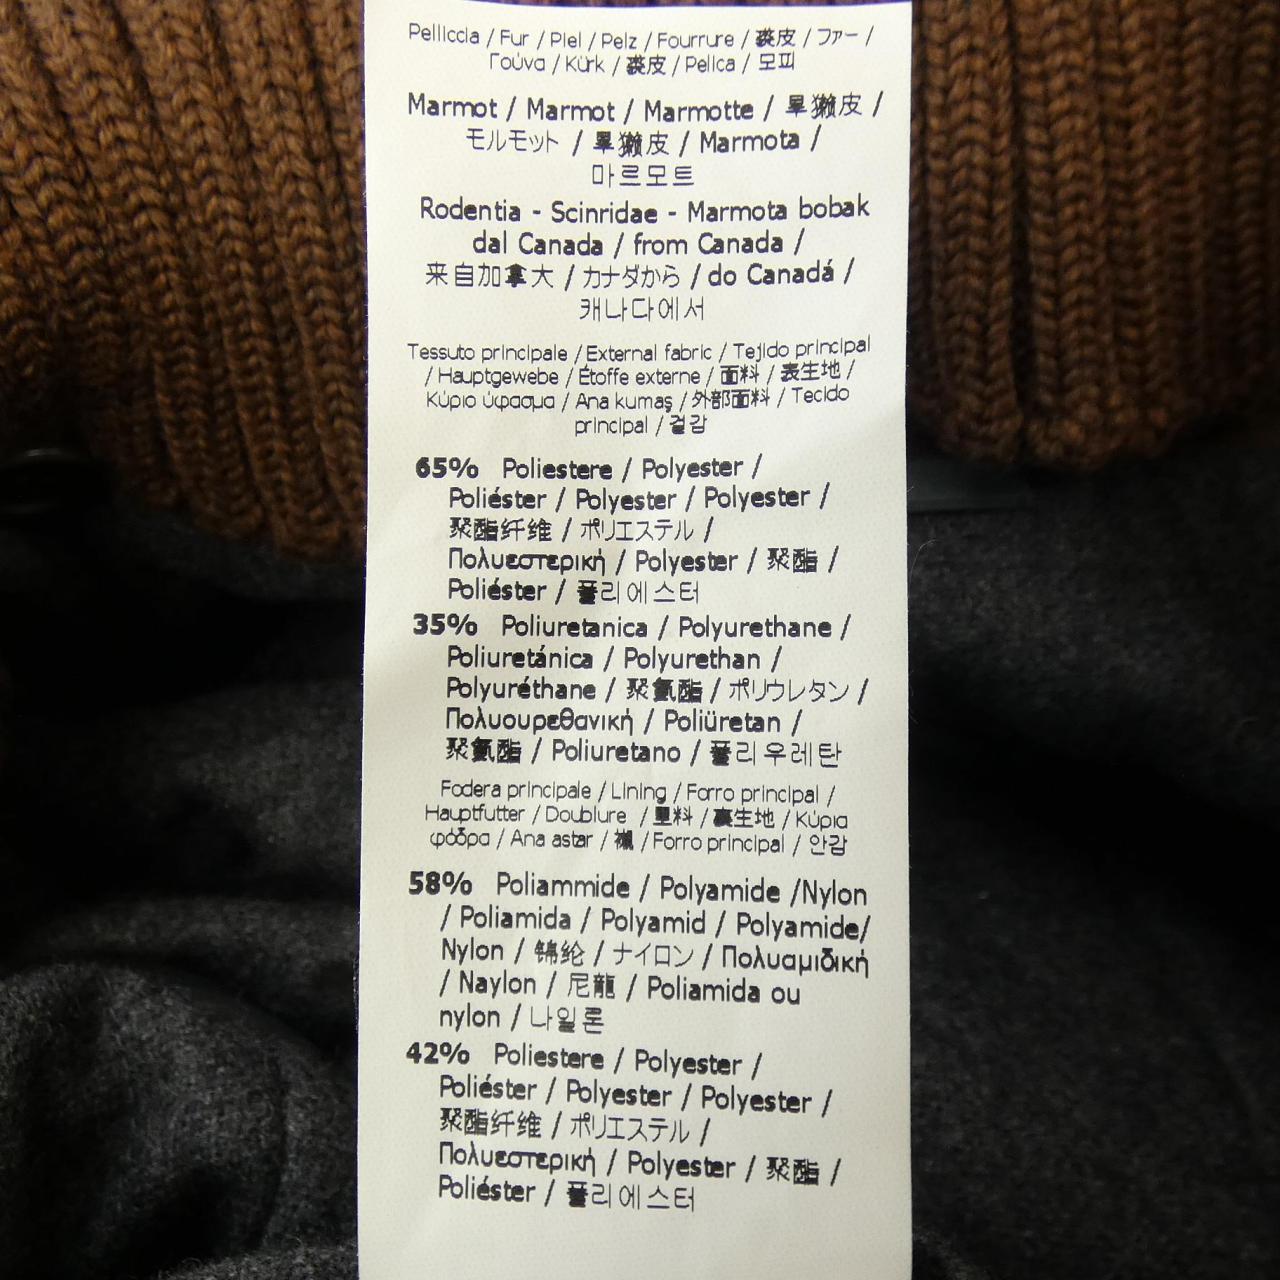 Pelliccia / Fur / Piel / Pelz / Fourrure / 裘皮 / ファー /
Γούνα / Kürk / 裘皮 / Pelica / 모피
Marmot / Marmot / Marmotte / 旱獭皮 /
モルモット / 旱獭皮 / Marmota /
마르모트
Rodentia - Scinridae - Marmota bobak
dal Canada / from Canada /
来自加拿大 / カナダから / do Canadá /
캐나다에서
Tessuto principale / External fabric / Tejido principal
/ Hauptgewebe / Étoffe externe / 面料 / 表生地 /
Κύριο ύφασμα / Ana kumaş / 外部面料 / Tecido
principal / 겉감
65% Poliestere / Polyester /
Poliéster / Polyester / Polyester /
聚酯纤维 / ポリエステル /
Πολυεστερική / Polyester / 聚酯 /
Poliéster / 폴리에스터
35% Poliuretanica / Polyurethane /
Poliuretánica / Polyurethan /
Polyuréthane / 聚氨酯 / ポリウレタン /
Πολυουρεθανική / Poliüretan /
聚氨酯 / Poliuretano / 폴리우레탄
Fodera principale / Lining / Forro principal /
Hauptfutter / Doublure / 里料 / 裏生地 / Κύρια
φόδρα / Ana astar / 襯 / Forro principal / 안감
58% Poliammide / Polyamide /Nylon
/ Poliamida / Polyamid / Polyamide/
Nylon / 锦纶 / ナイロン / Πολυαμιδική
/ Naylon / 尼龍 / Poliamida ou
nylon / 나일론
42% Poliestere / Polyester /
Poliéster / Polyester / Polyester /
聚酯纤维 / ポリエステル /
Πολυεστερική / Polyester / 聚酯 /
Poliéster / 폴리에스터